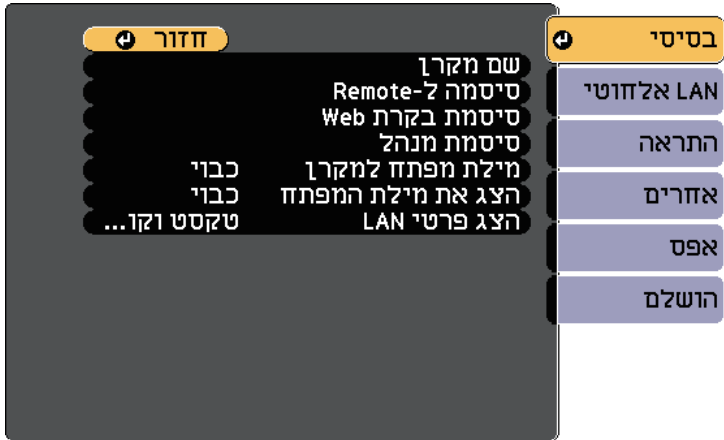 בסיסי
LAN אלחוטי
התראה
אחרים
אפס
הושלם
חזור
שם מקרן
סיסמה ל-Remote
סיסמת בקרת Web
סיסמת מנהל
מילת מפתח למקרן כבוי
הצג את מילת המפתח כבוי
הצג פרטי LAN טקסט וקו...